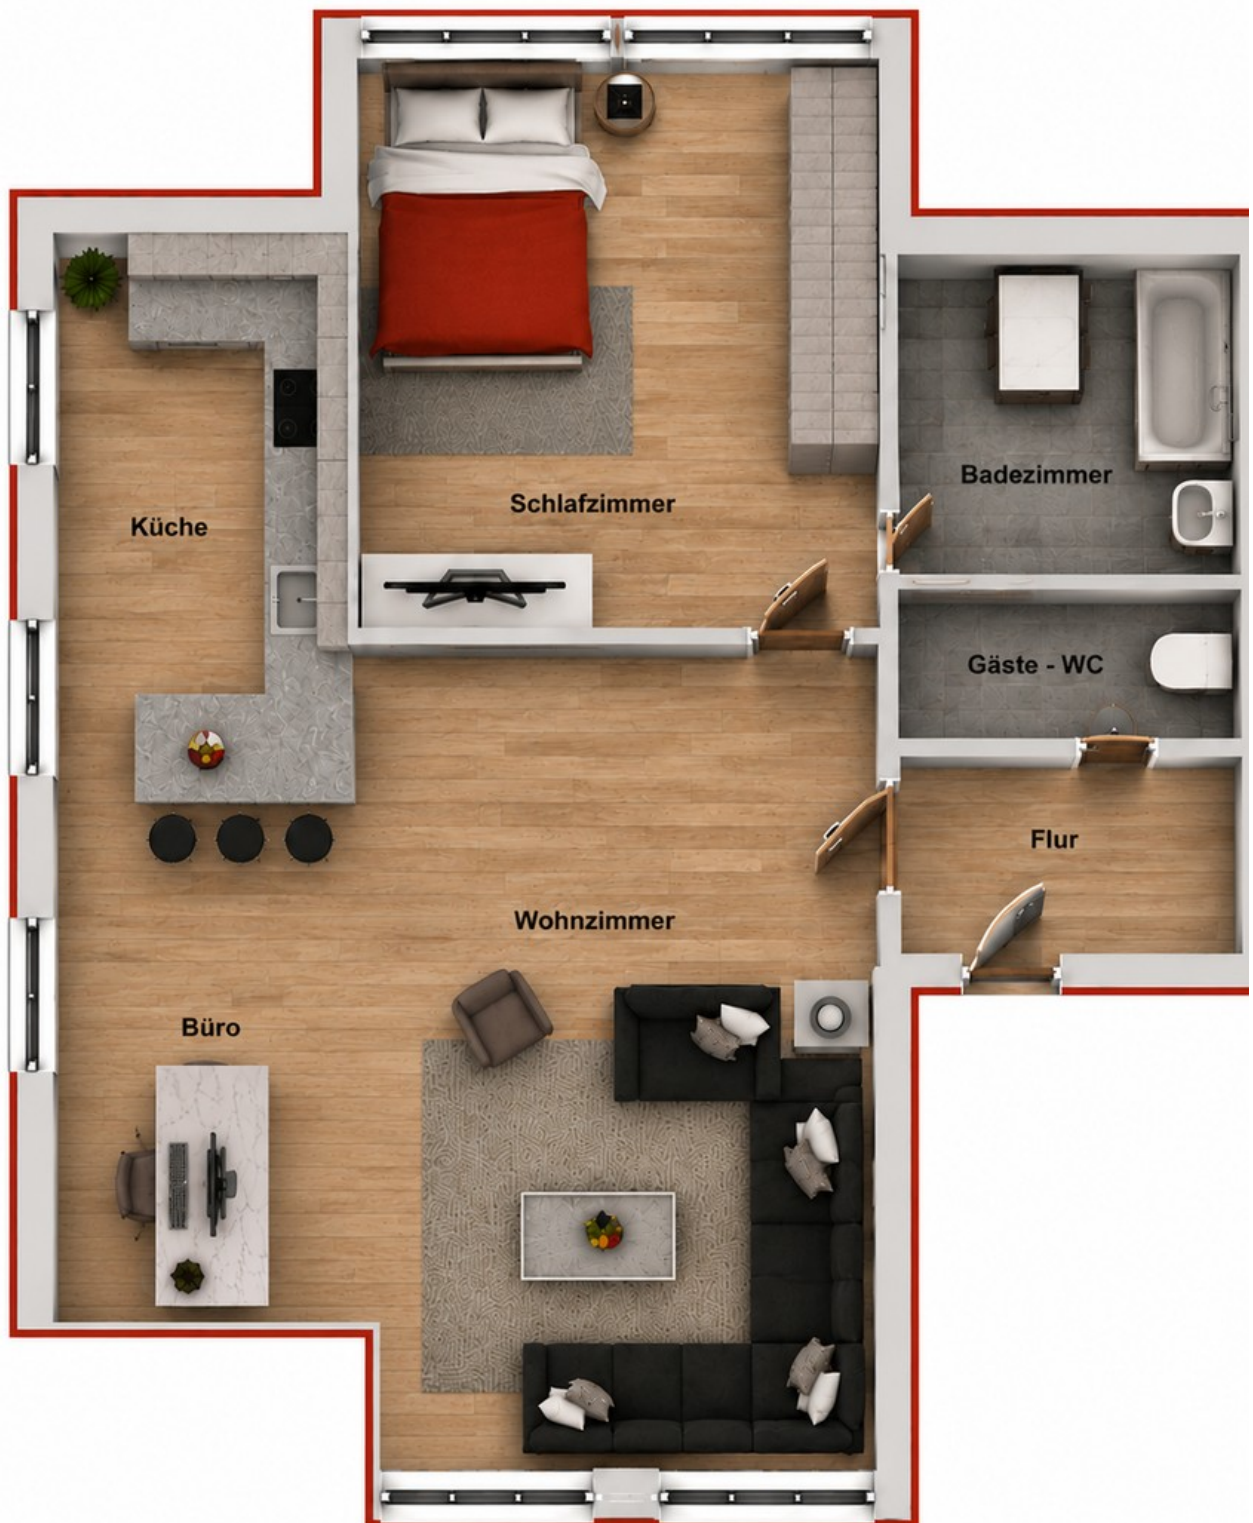 Schlafzimmer
Badezimmer
Küche
Gäste - WC
Flur
Wohnzimmer
Büro